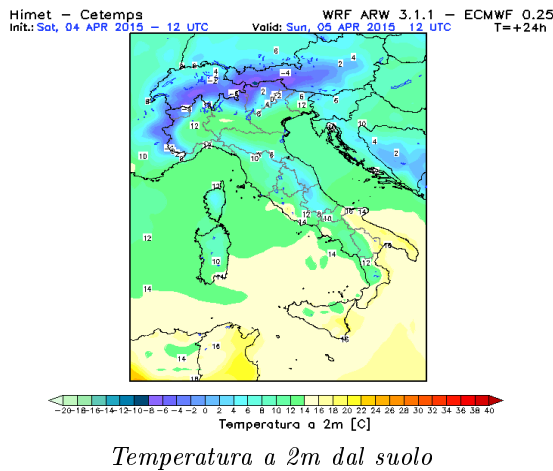 Himet – Cetemps WRF ARW 3.1.1 – ECMWF 0.25
Init.: Sat, 04 APR 2015 – 12 UTC Valid: Sun, 05 APR 2015 12 UTC T=+24h
-20-18-16-14-12-10-8 -6 -4 -2 0 2 4 6 8 10 12 14 16 18 20 22 24 26 28 30 32 34 36 38 40
Temperatura a 2m [C]
Temperatura a 2m dal suolo